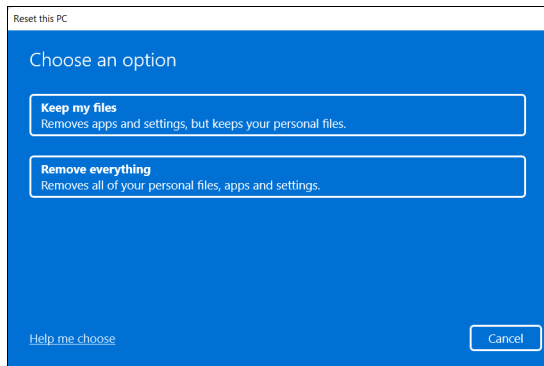 Reset this PC
Choose an option
Keep my files
Removes apps and settings, but keeps your personal files.
Remove everything
Removes all of your personal files, apps and settings.
Help me choose
Cancel